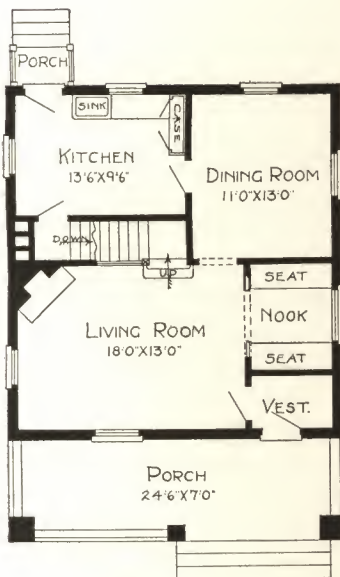 PORCH
SINK
CASE
KITCHEN
13'6"X9'6"
DINING ROOM
11'0"X13'0"
DOWN
UP
SEAT
NOOK
SEAT
LIVING ROOM
18'0"X13'0"
VEST.
PORCH
24'6"X7'0"